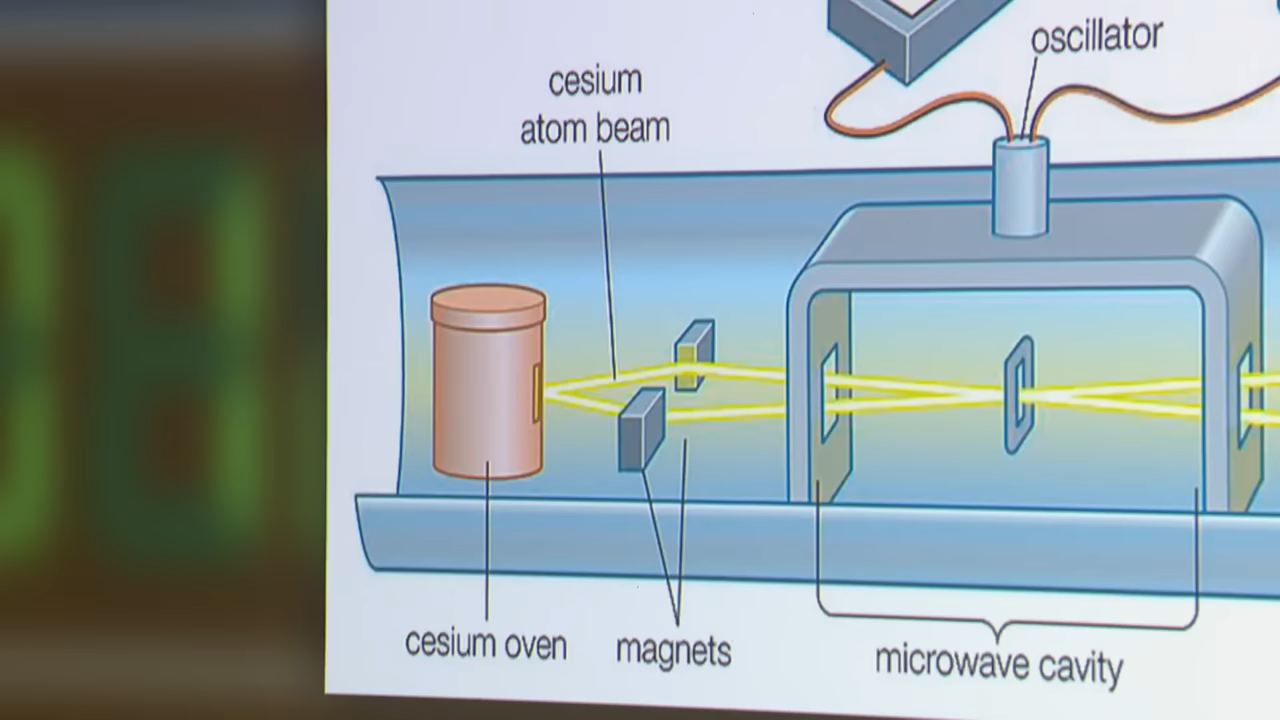 oscillator
cesium
atom beam
cesium oven
magnets
microwave cavity